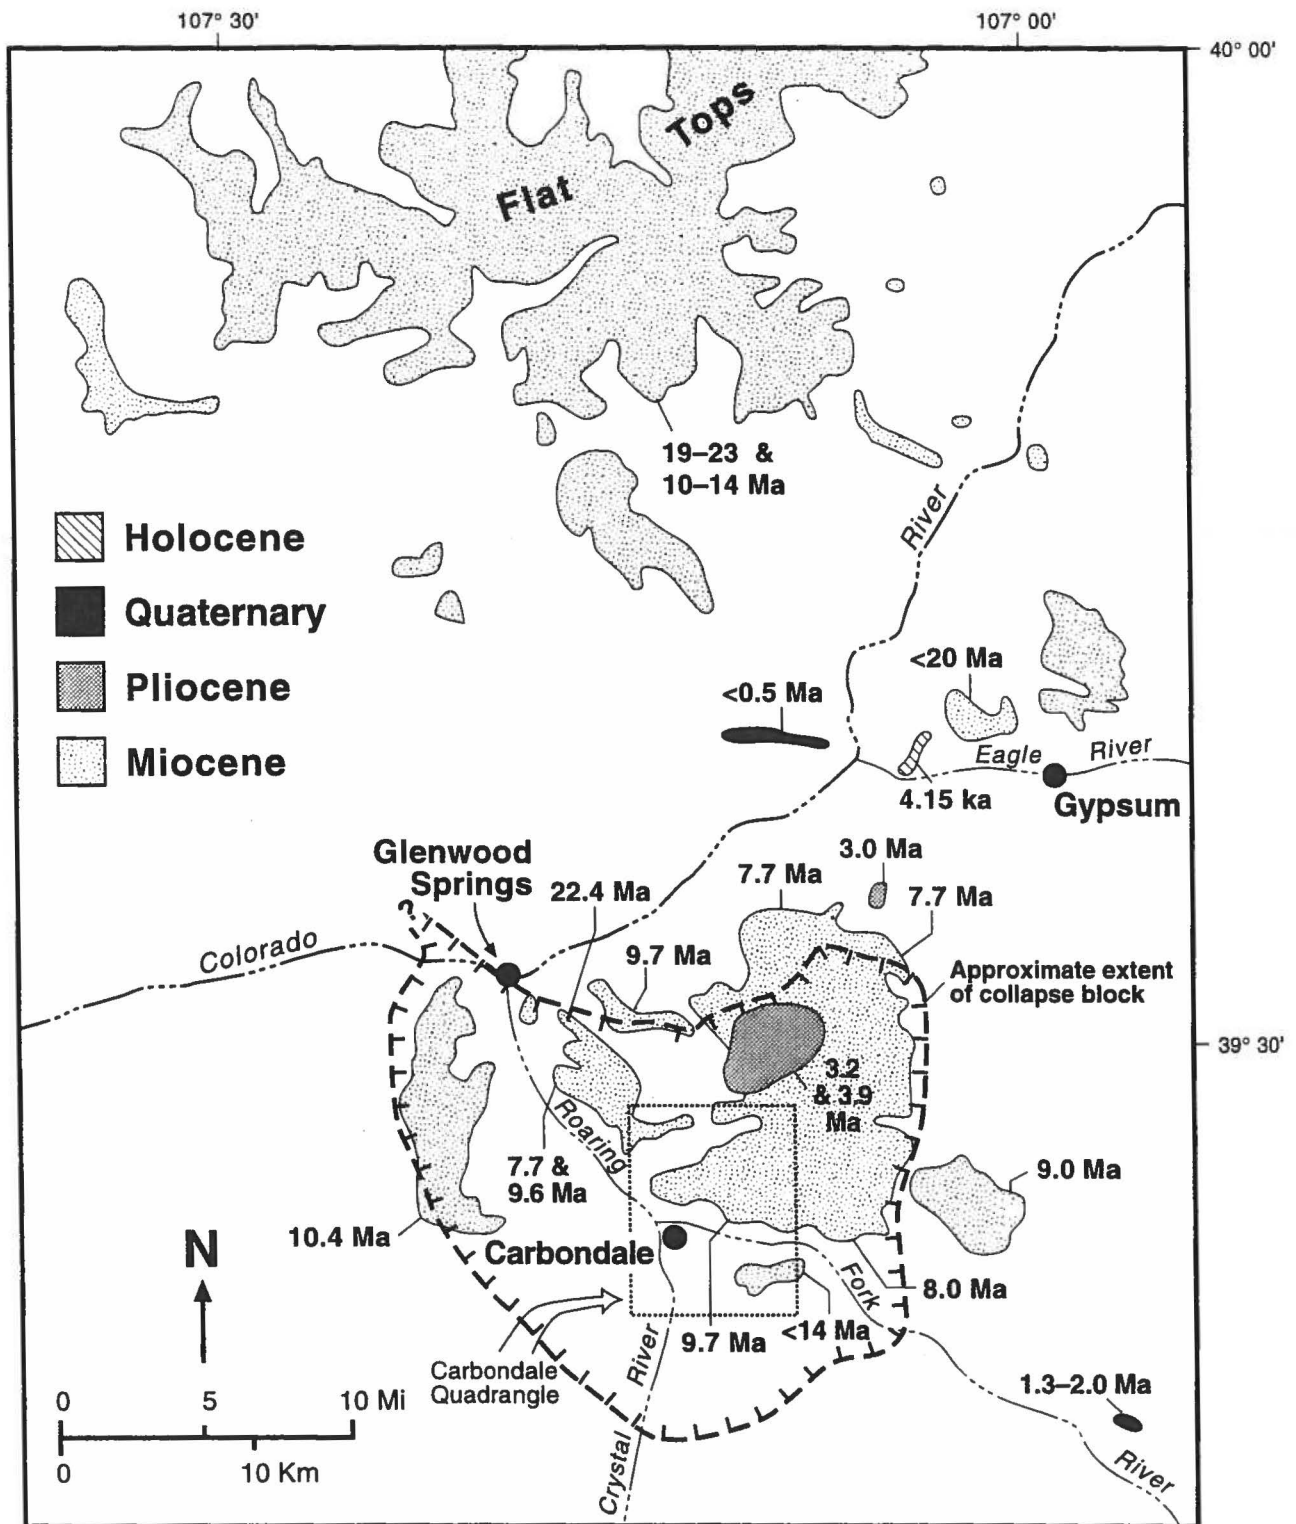 107° 30'
107° 00'
40° 00'
Tops
Flat
19–23 &
10–14 Ma
River
Holocene
Quaternary
Pliocene
Miocene
<20 Ma
<0.5 Ma
Eagle
River
4.15 ka
Gypsum
Glenwood
Springs
3.0 Ma
7.7 Ma
22.4 Ma
7.7 Ma
?
Colorado
9.7 Ma
Approximate extent
of collapse block
39° 30'
3.2
& 3.9
Ma
Roaring
7.7 &
9.6 Ma
9.0 Ma
10.4 Ma
N
Carbondale
Fork
8.0 Ma
9.7 Ma
<14 Ma
River
Carbondale
Quadrangle
1.3–2.0 Ma
0 5 10 Mi
0 10 Km
Crystal
River